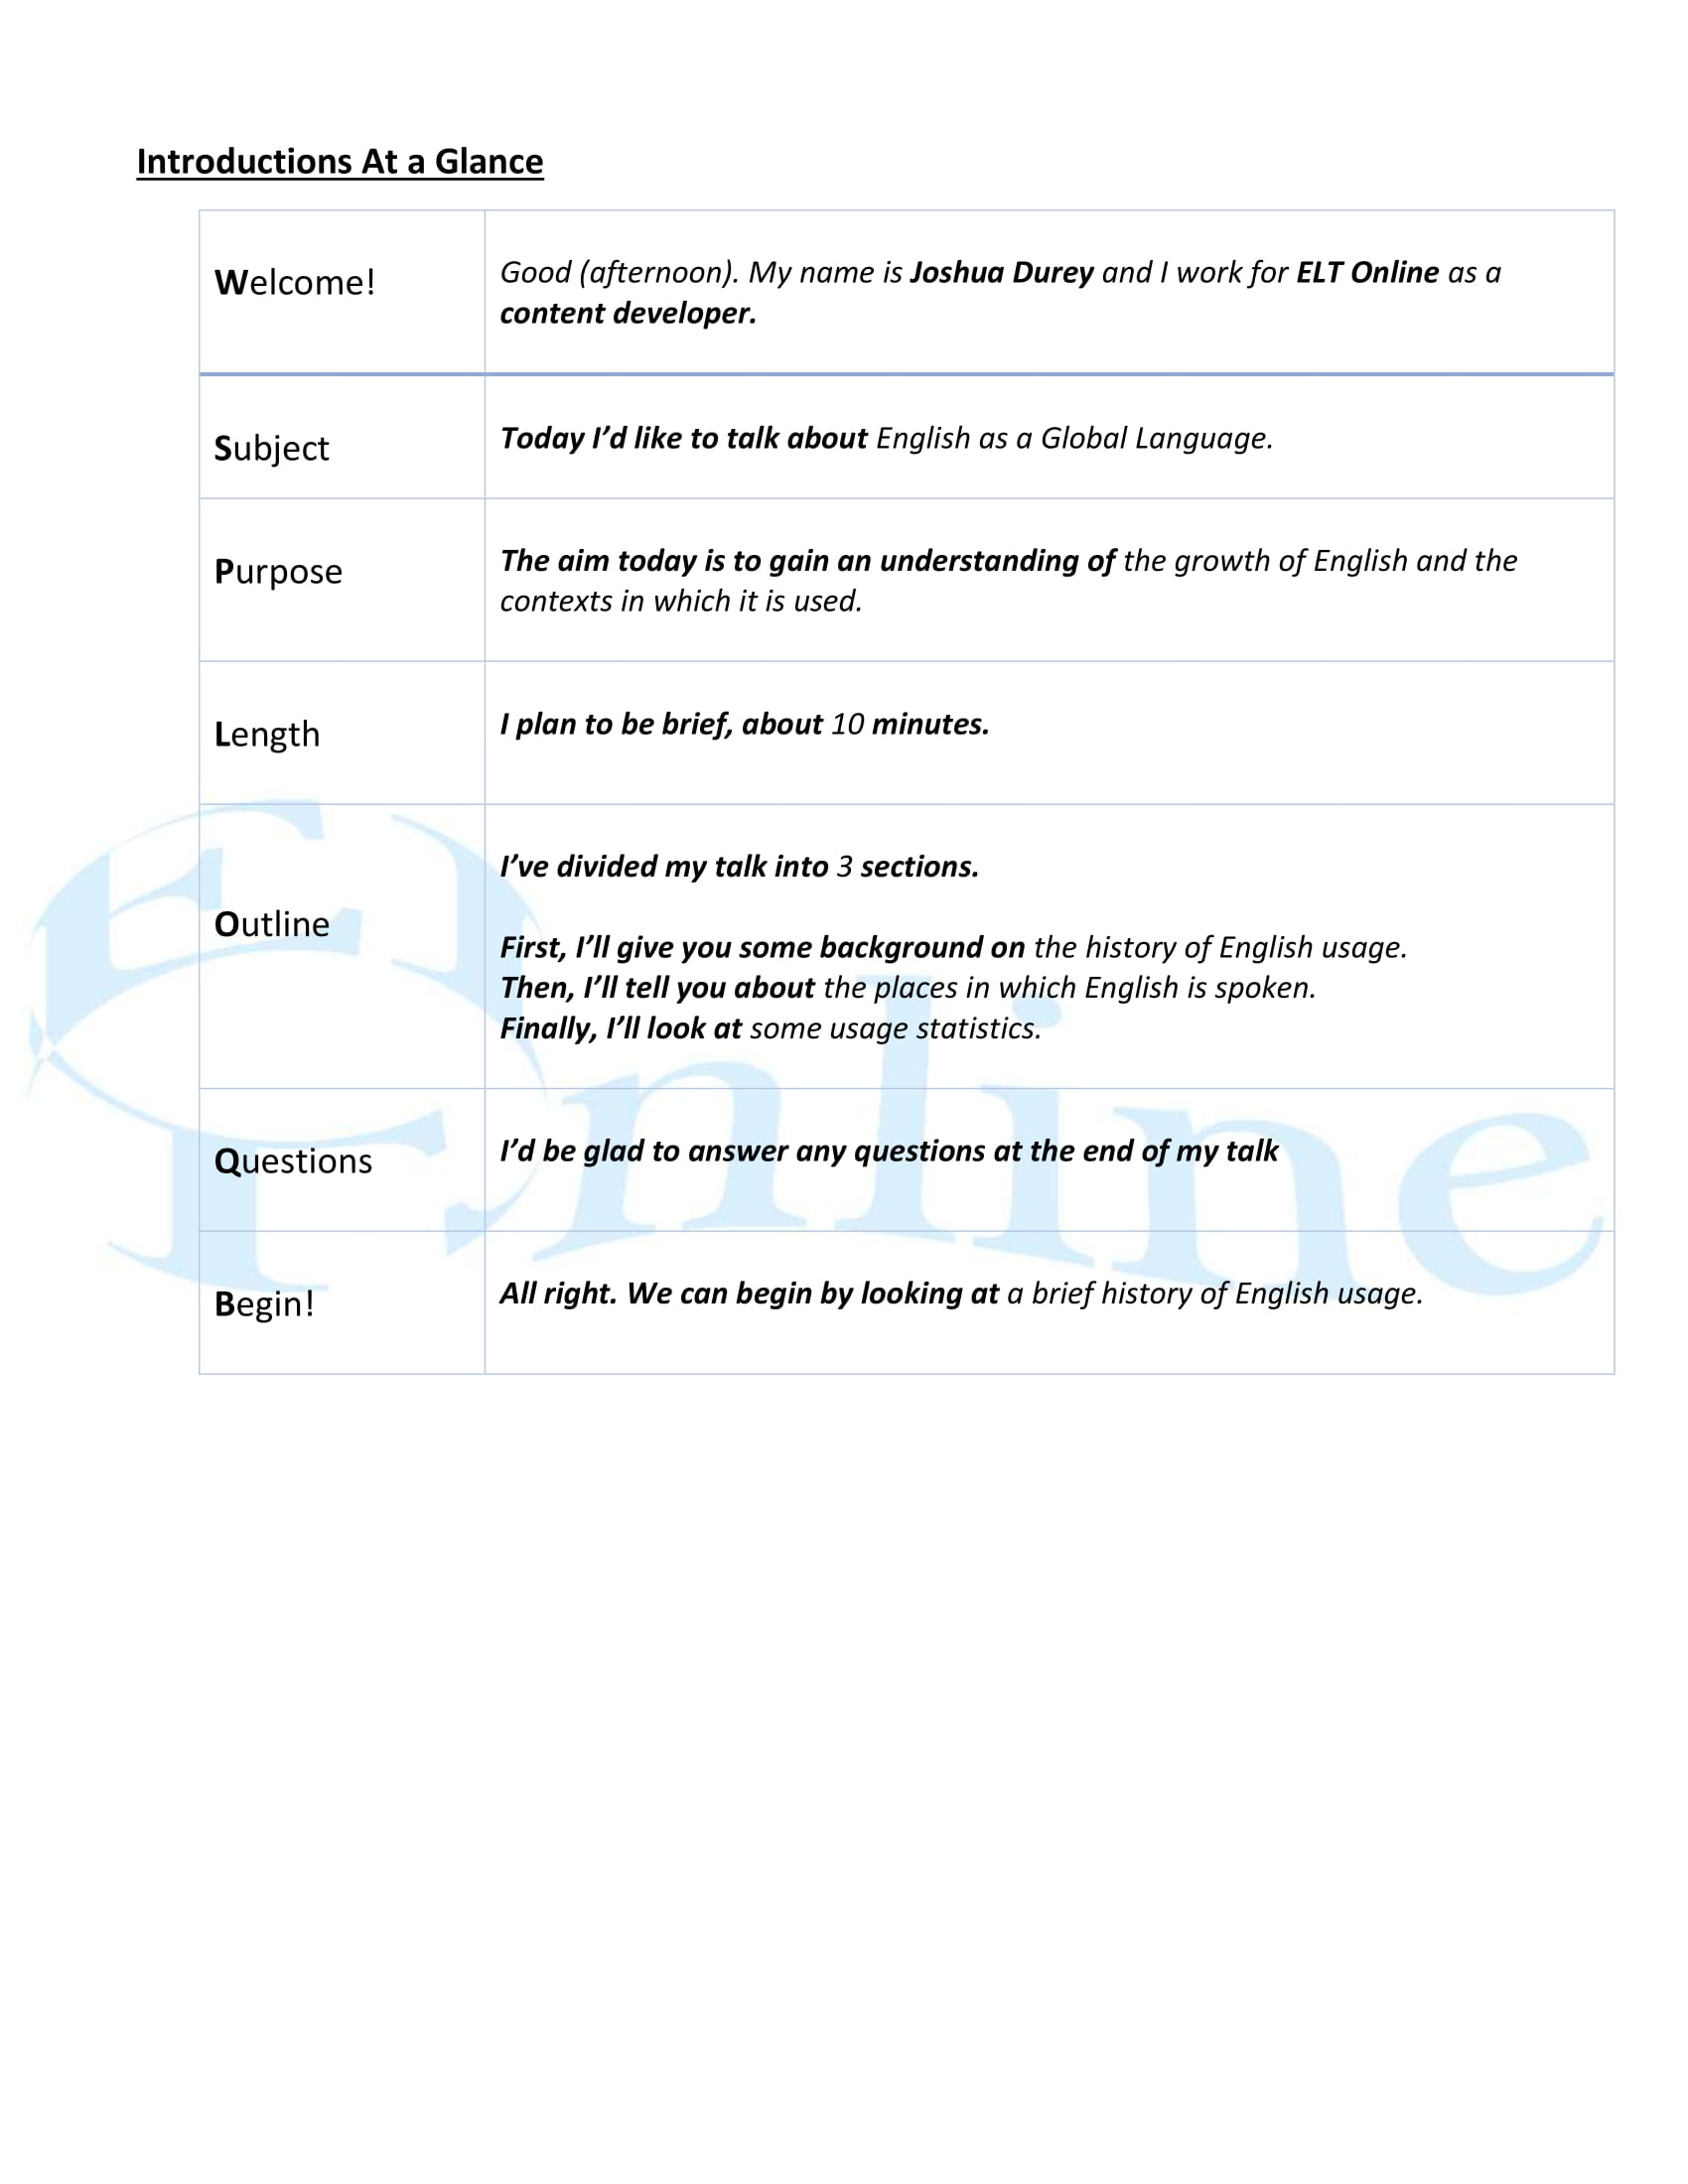 Introductions At a Glance
Welcome!
Good (afternoon). My name is Joshua Durey and I work for ELT Online as a
content developer.
Subject
Today I’d like to talk about English as a Global Language.
Purpose
The aim today is to gain an understanding of the growth of English and the
contexts in which it is used.
Length
I plan to be brief, about 10 minutes.
Outline
I’ve divided my talk into 3 sections.
First, I’ll give you some background on the history of English usage.
Then, I’ll tell you about the places in which English is spoken.
Finally, I’ll look at some usage statistics.
Questions
I’d be glad to answer any questions at the end of my talk
Begin!
All right. We can begin by looking at a brief history of English usage.
Online